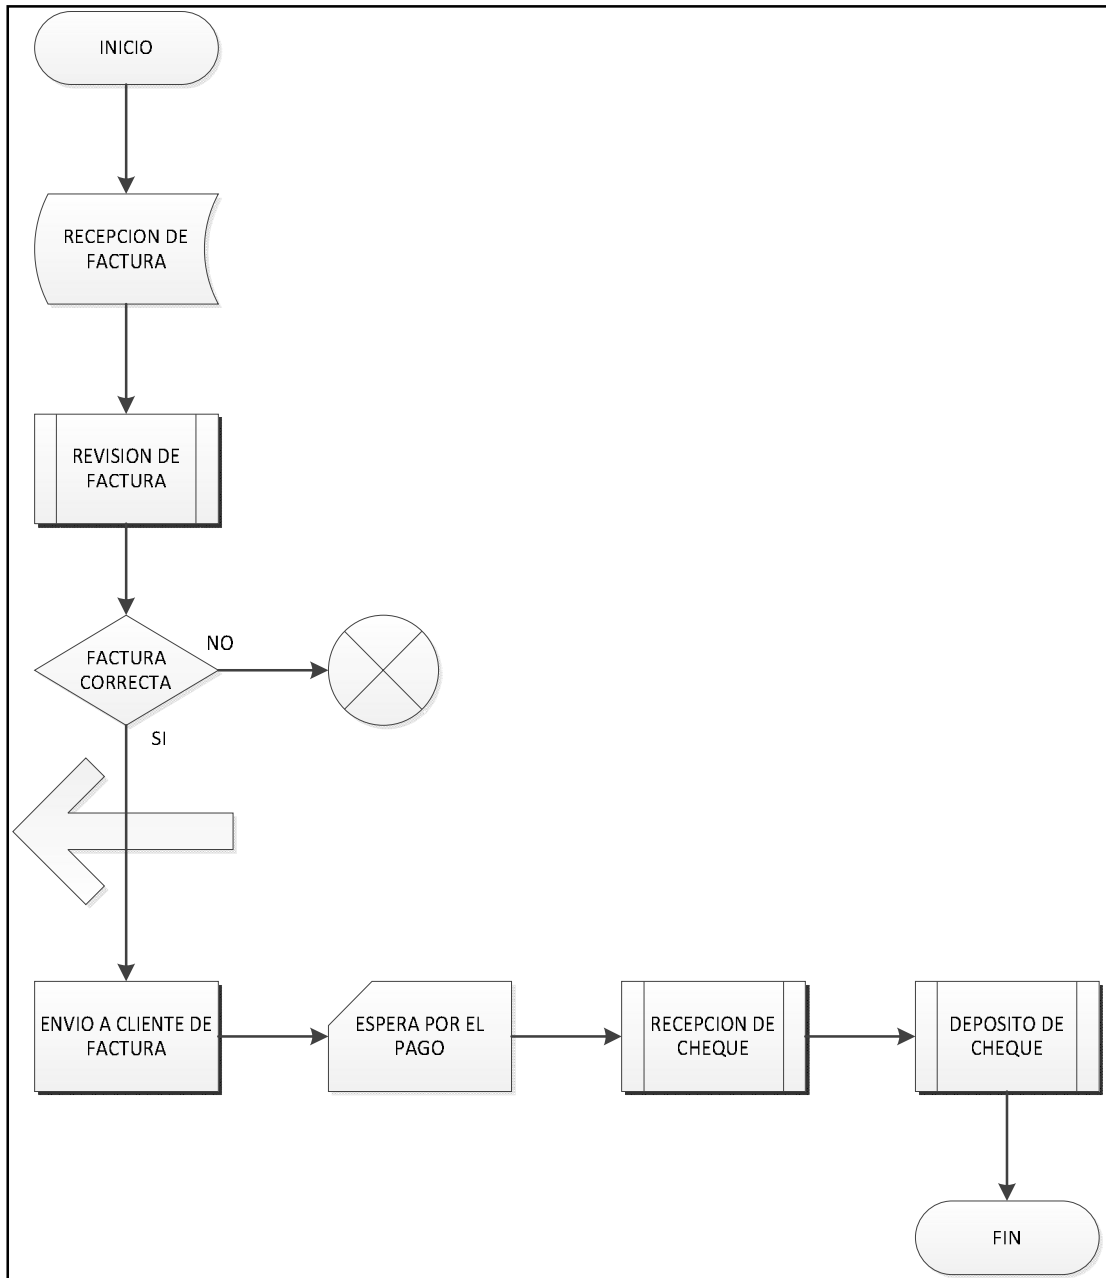 INICIO
RECEPCION DE
FACTURA
REVISION DE
FACTURA
FACTURA
CORRECTA
NO
SI
ENVIO A CLIENTE DE
FACTURA
ESPERA POR EL
PAGO
RECEPCION DE
CHEQUE
DEPOSITO DE
CHEQUE
FIN